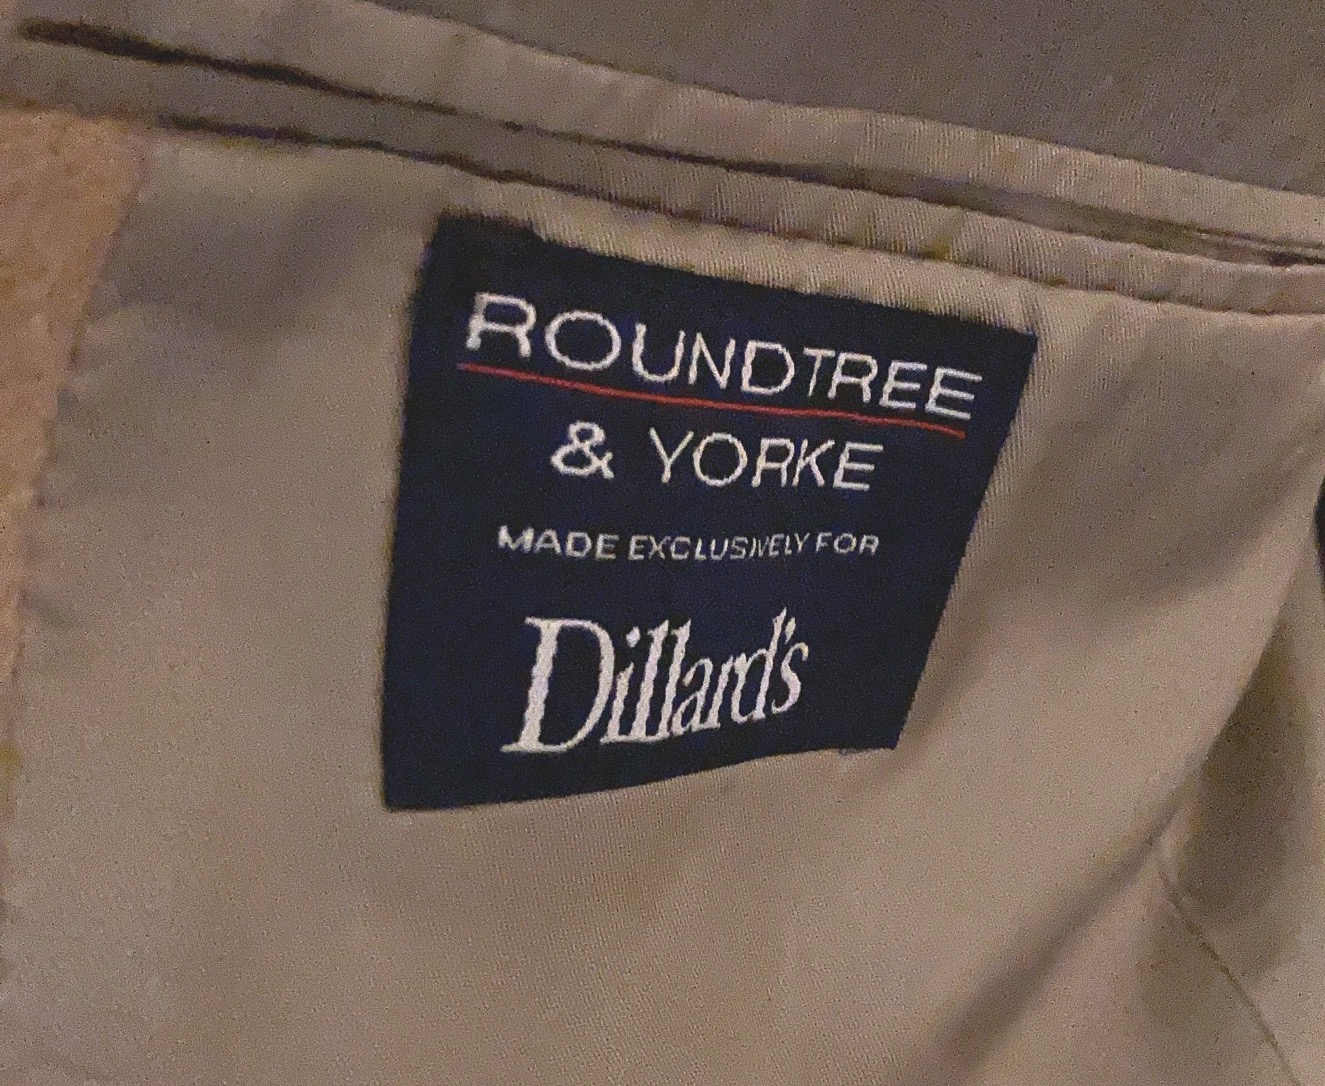 ROUNDTREE
& YORKE
MADE EXCLUSIVELY FOR
Dillard's